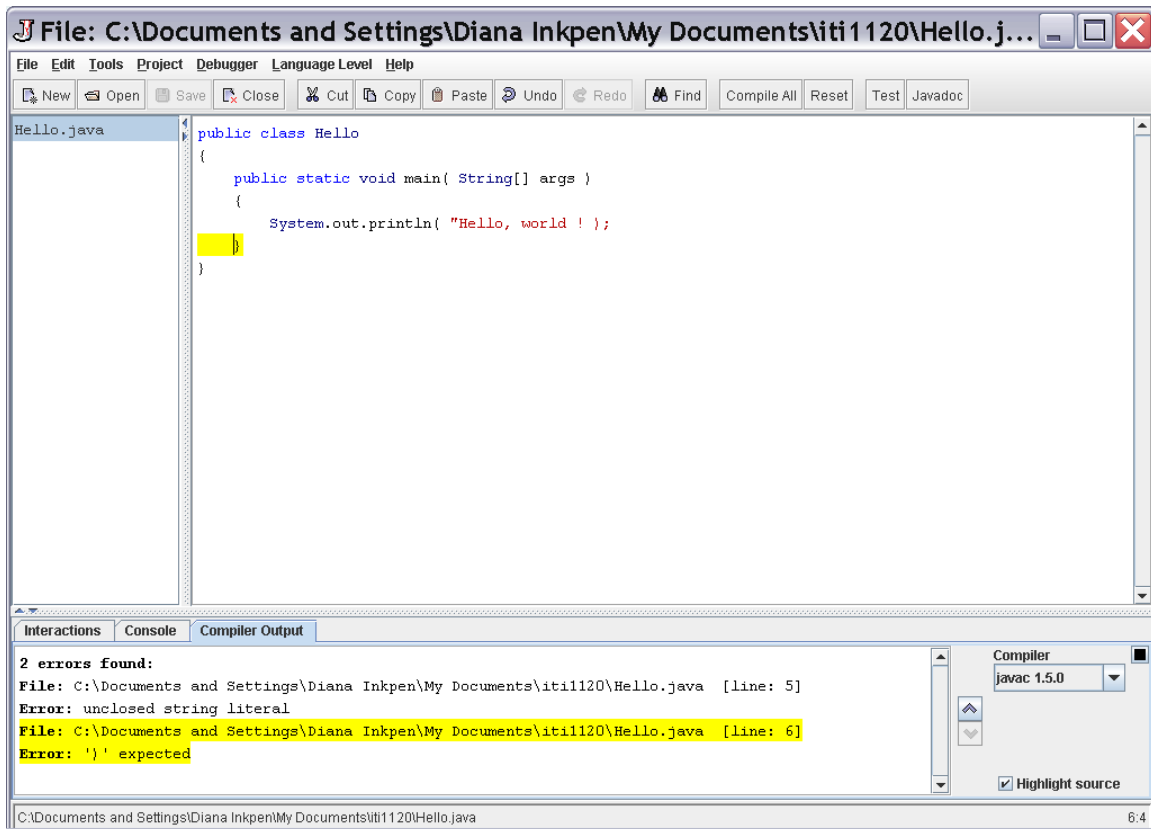 File: C:\Documents and Settings\Diana Inkpen\My Documents\iti1120\Hello.j...
File Edit Tools Project Debugger Language Level Help
New Open Save Close Cut Copy Paste Undo Redo Find Compile All Reset Test Javadoc
Hello.java
public class Hello
{
    public static void main( String[] args )
    {
        System.out.println( "Hello, world ! );
    }
}
Interactions Console Compiler Output
2 errors found:
File: C:\Documents and Settings\Diana Inkpen\My Documents\iti1120\Hello.java [line: 5]
Error: unclosed string literal
File: C:\Documents and Settings\Diana Inkpen\My Documents\iti1120\Hello.java [line: 6]
Error: ')' expected
Compiler
javac 1.5.0
Highlight source
C:\Documents and Settings\Diana Inkpen\My Documents\iti1120\Hello.java 6:4